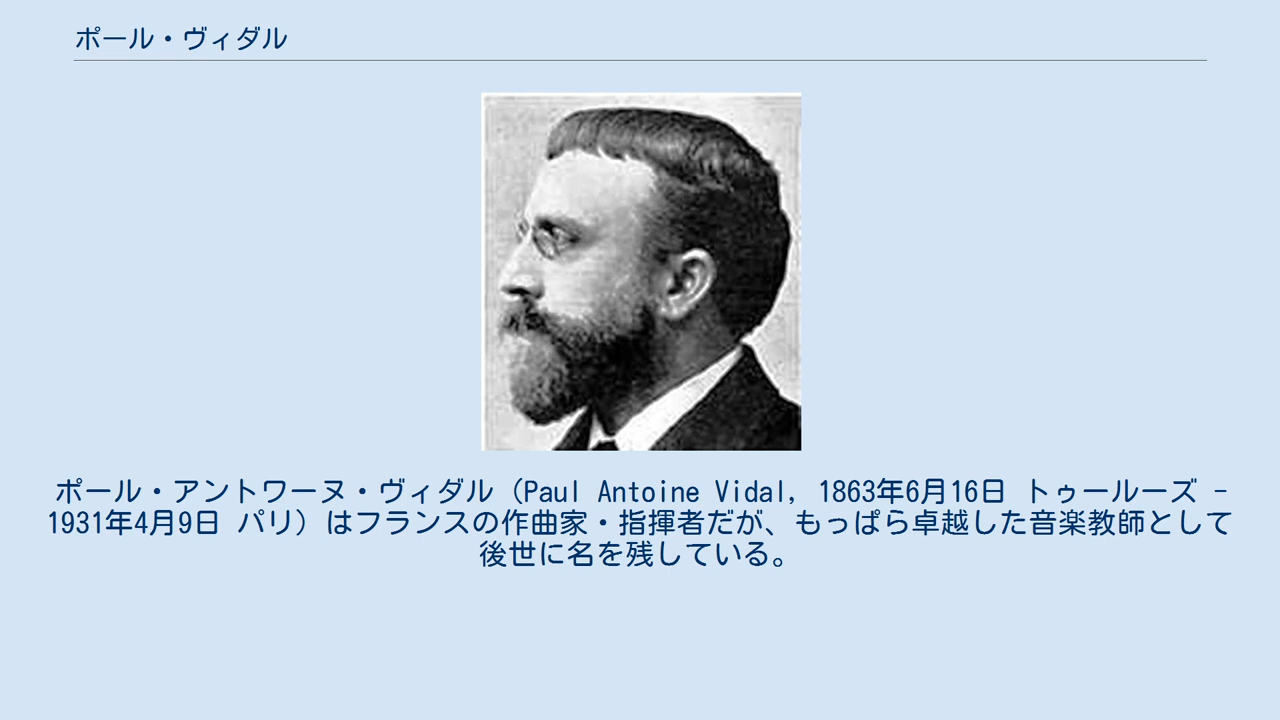 ポール・ヴィダル
ポール・アントワーヌ・ヴィダル（Paul Antoine Vidal, 1863年6月16日 トゥールーズ -
1931年4月9日 パリ）はフランスの作曲家・指揮者だが、もっぱら卓越した音楽教師として
後世に名を残している。